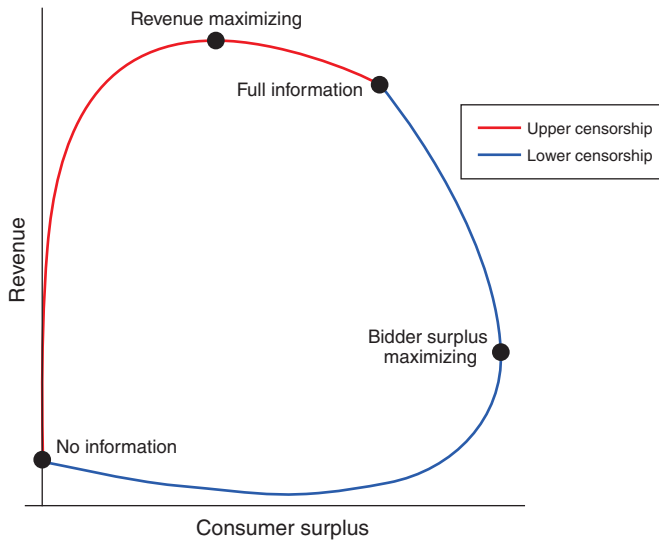 Revenue maximizing
Full information
Upper censorship
Lower censorship
Revenue
Bidder surplus
maximizing
No information
Consumer surplus